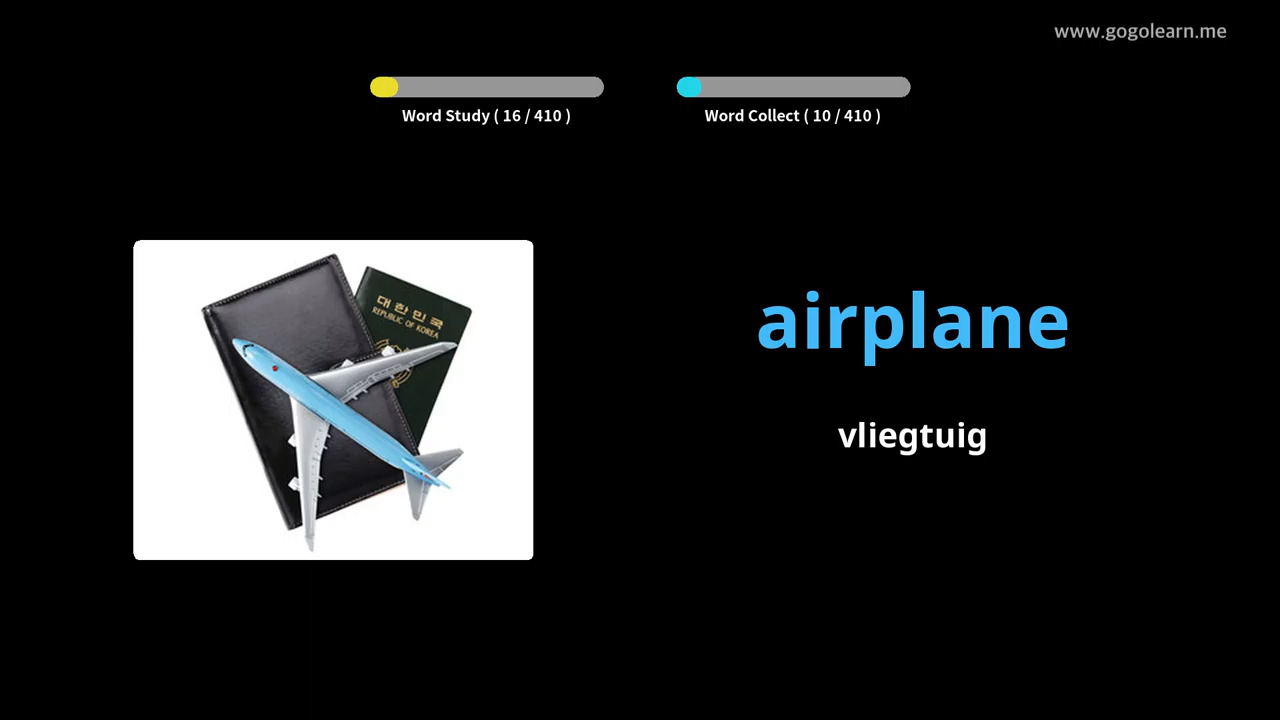 www.gogolearn.me
Word Study ( 16 / 410 )
Word Collect ( 10 / 410 )
대한민국
REPUBLIC OF KOREA
airplane
vliegtuig